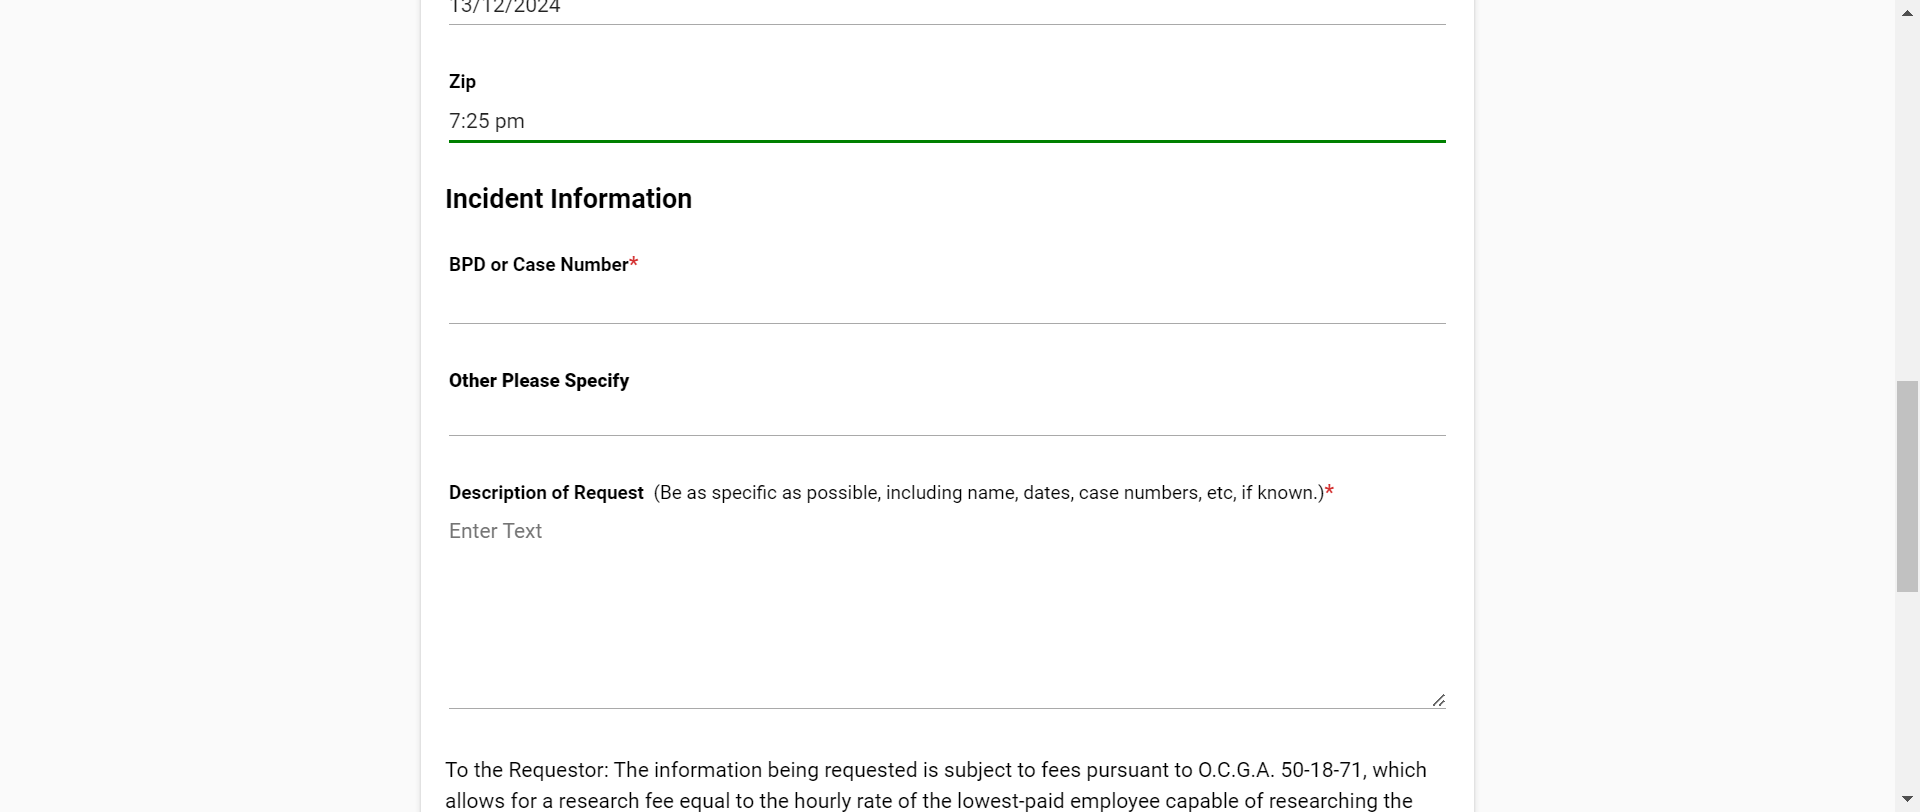 13/12/2024
Zip
7:25 pm
Incident Information
BPD or Case Number*
Other Please Specify
Description of Request (Be as specific as possible, including name, dates, case numbers, etc, if known.)*
Enter Text
To the Requestor: The information being requested is subject to fees pursuant to O.C.G.A. 50-18-71, which
allows for a research fee equal to the hourly rate of the lowest-paid employee capable of researching the